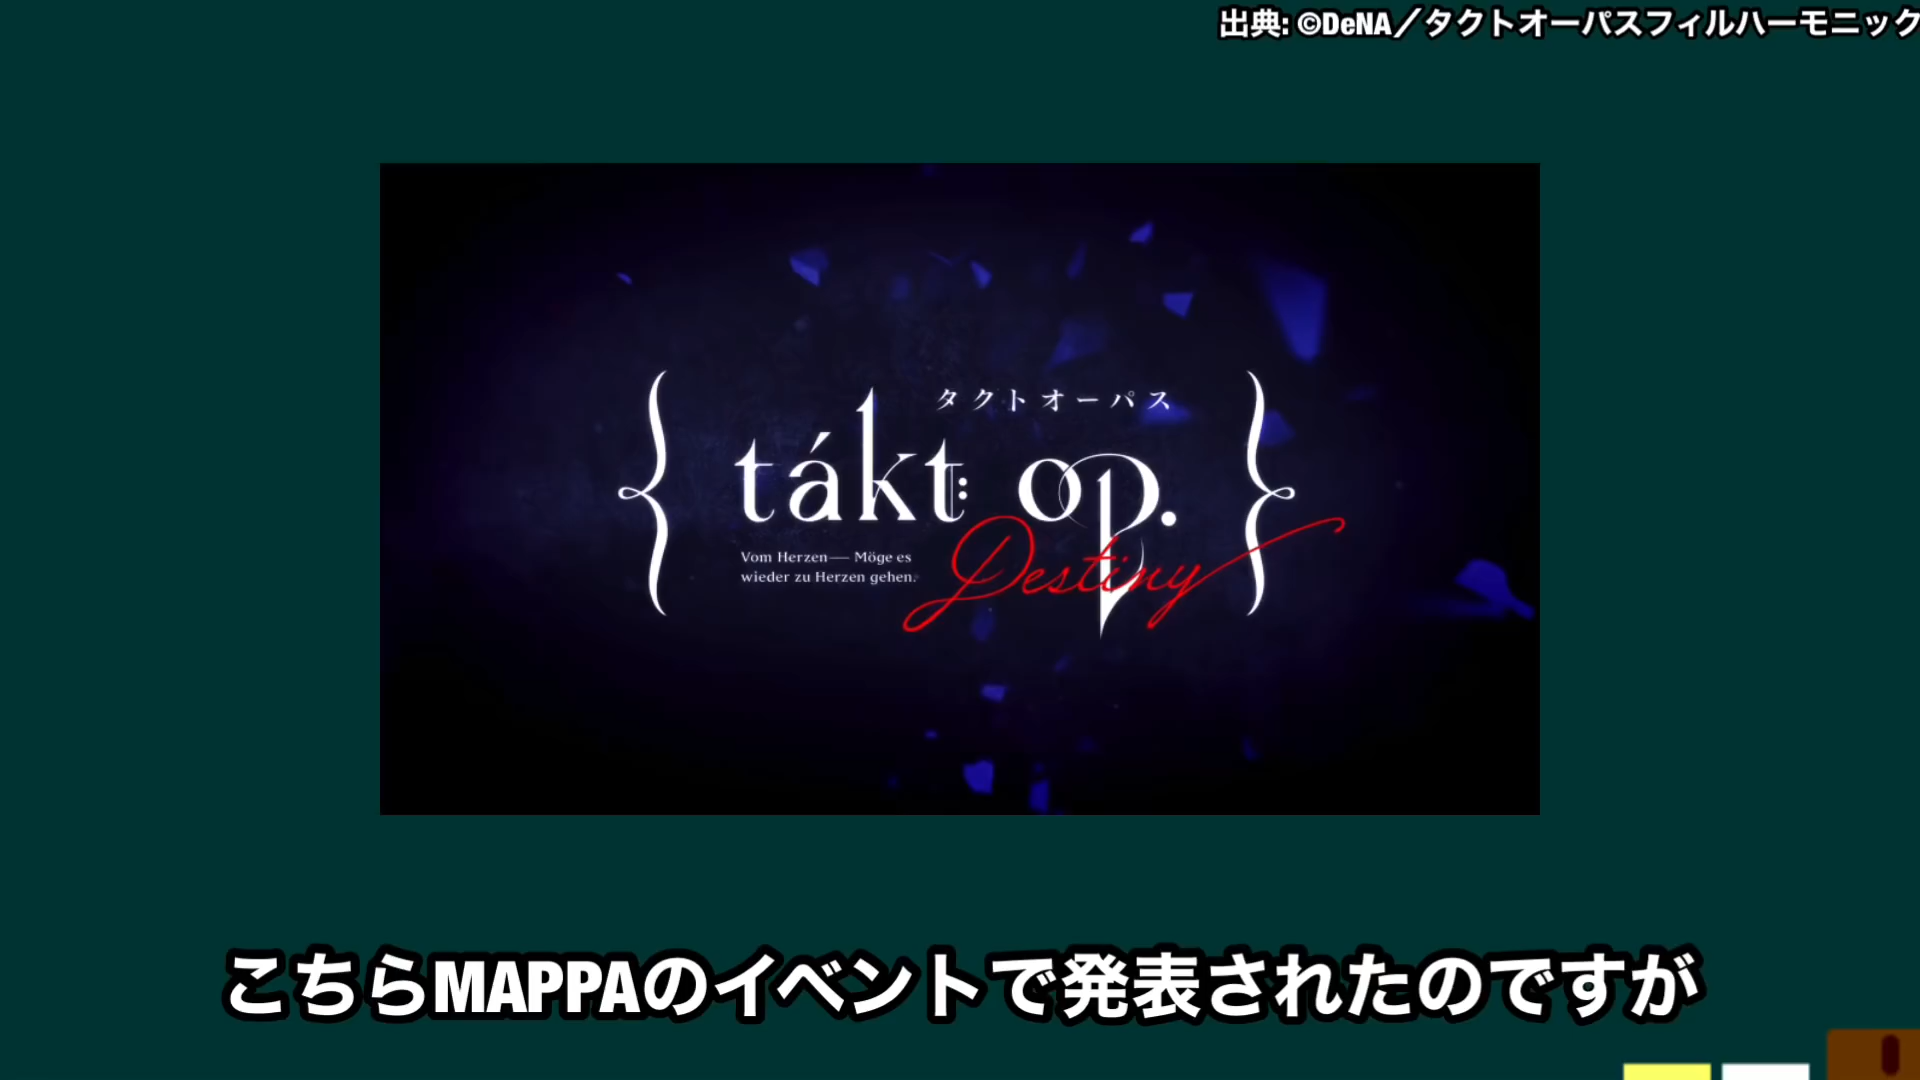 出典: ©DeNA／タクトオーパスフィルハーモニック
タクトオーパス
takt op.
Destiny
Vom Herzen— Möge es
wieder zu Herzen gehen.
こちらMAPPAのイベントで発表されたのですが